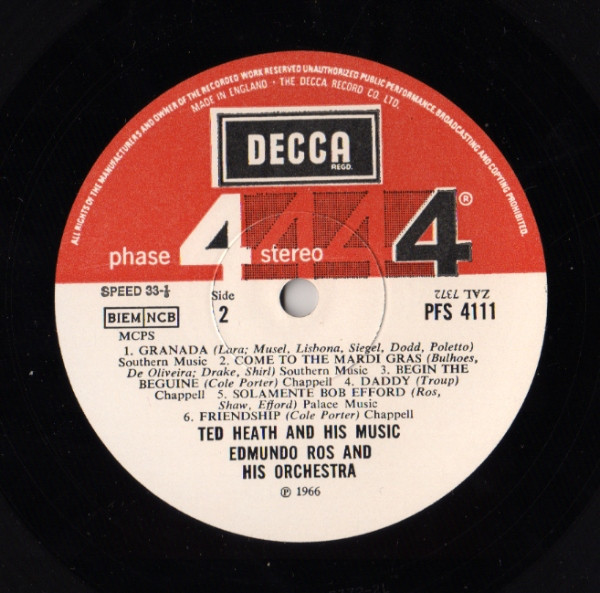 ALL RIGHTS OF THE MANUFACTURERS AND OWNER OF THE RECORDED WORK RESERVED UNAUTHORIZED PUBLIC PERFORMANCE BROADCASTING AND COPYING PROHIBITED.
MADE IN ENGLAND · THE DECCA RECORD CO. LTD.
DECCA
REGD.
phase 4 stereo 4 4 4 ®
SPEED 33-⅓
Side
2
ZAL 7372
BIEM NCB
MCPS
PFS 4111
1. GRANADA (Lara; Musel, Lisbona, Siegel, Dodd, Poletto)
Southern Music 2. COME TO THE MARDI GRAS (Bulhoes,
De Oliveira; Drake, Shirl) Southern Music 3. BEGIN THE
BEGUINE (Cole Porter) Chappell 4. DADDY (Troup)
Chappell 5. SOLAMENTE BOB EFFORD (Ros,
Shaw, Efford) Palace Music
6. FRIENDSHIP (Cole Porter) Chappell
TED HEATH AND HIS MUSIC
EDMUNDO ROS AND
HIS ORCHESTRA
℗ 1966